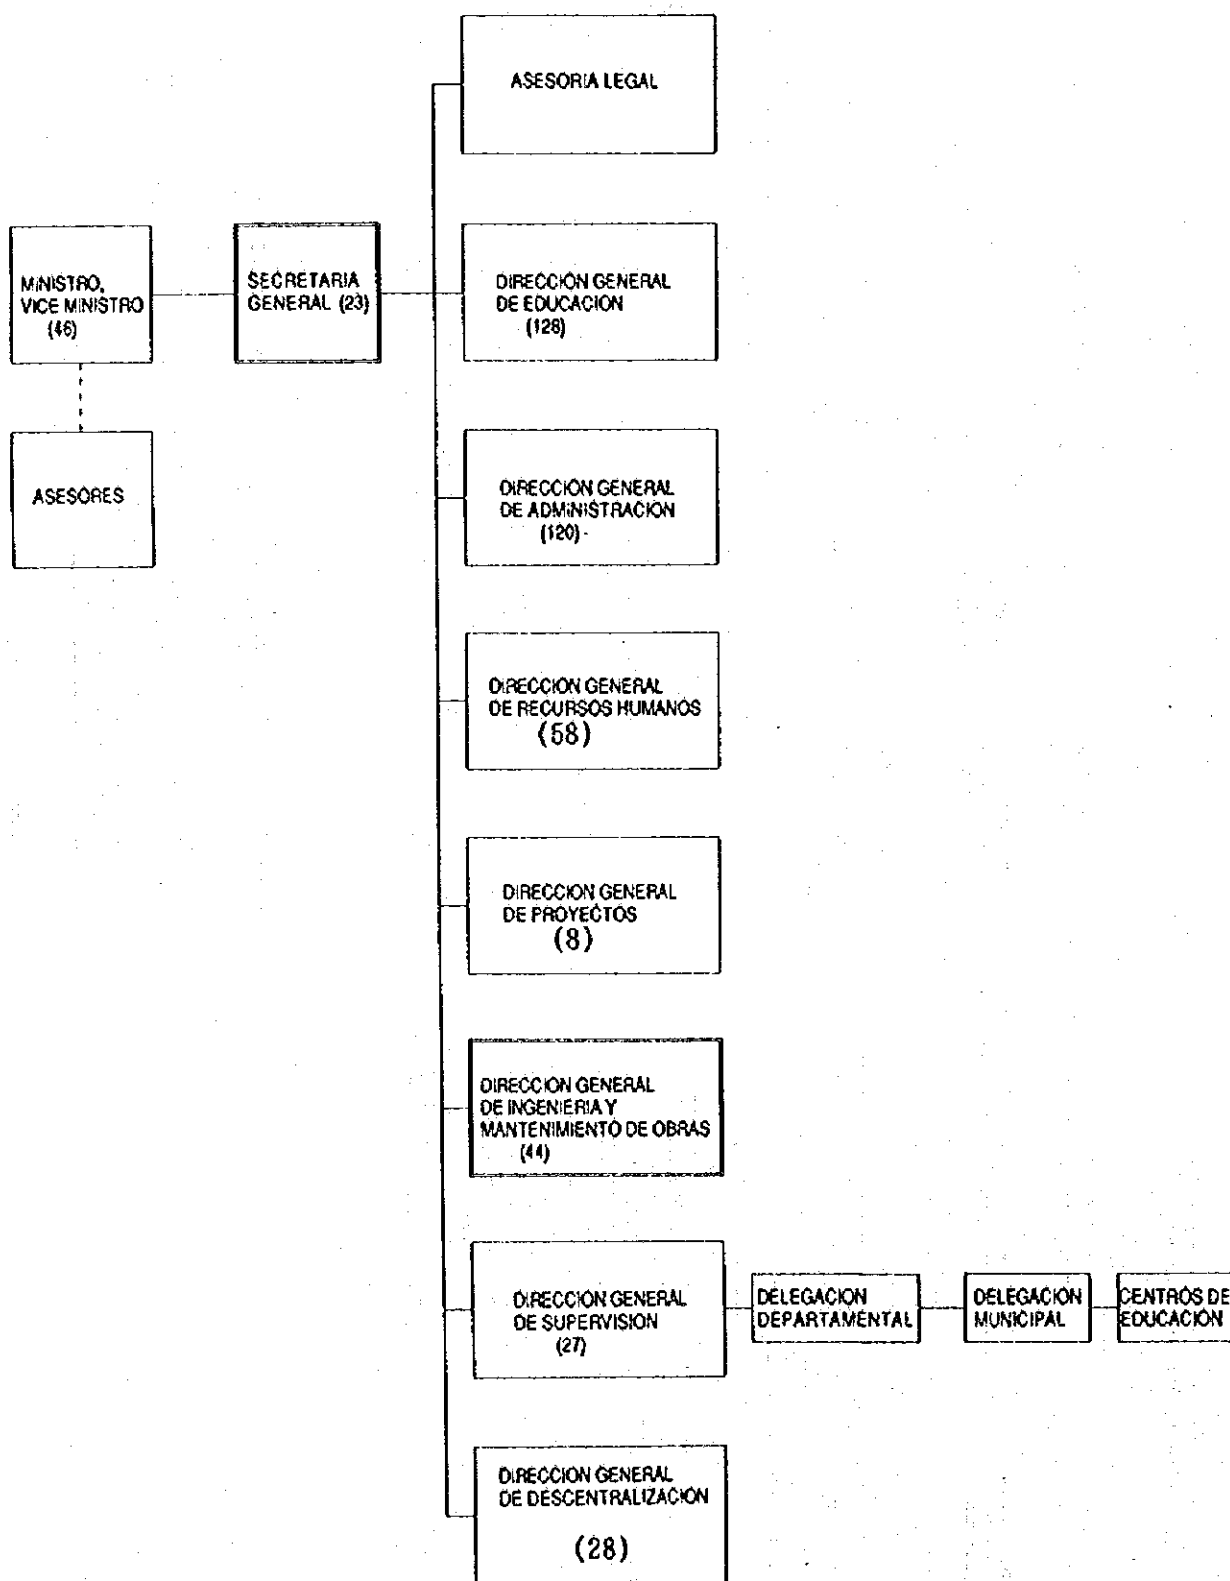 ASESORIA LEGAL
MINISTRO,
VICE MINISTRO
(46)
SECRETARIA
GENERAL (23)
DIRECCION GENERAL
DE EDUCACION
(128)
ASESORES
DIRECCION GENERAL
DE ADMINISTRACION
(120)
DIRECCION GENERAL
DE RECURSOS HUMANOS
(58)
DIRECCION GENERAL
DE PROYECTOS
(8)
DIRECCION GENERAL
DE INGENIERIA Y
MANTENIMIENTO DE OBRAS
(44)
DIRECCION GENERAL
DE SUPERVISION
(27)
DELEGACION
DEPARTAMENTAL
DELEGACION
MUNICIPAL
CENTROS DE
EDUCACION
DIRECCION GENERAL
DE DESCENTRALIZACION
(28)